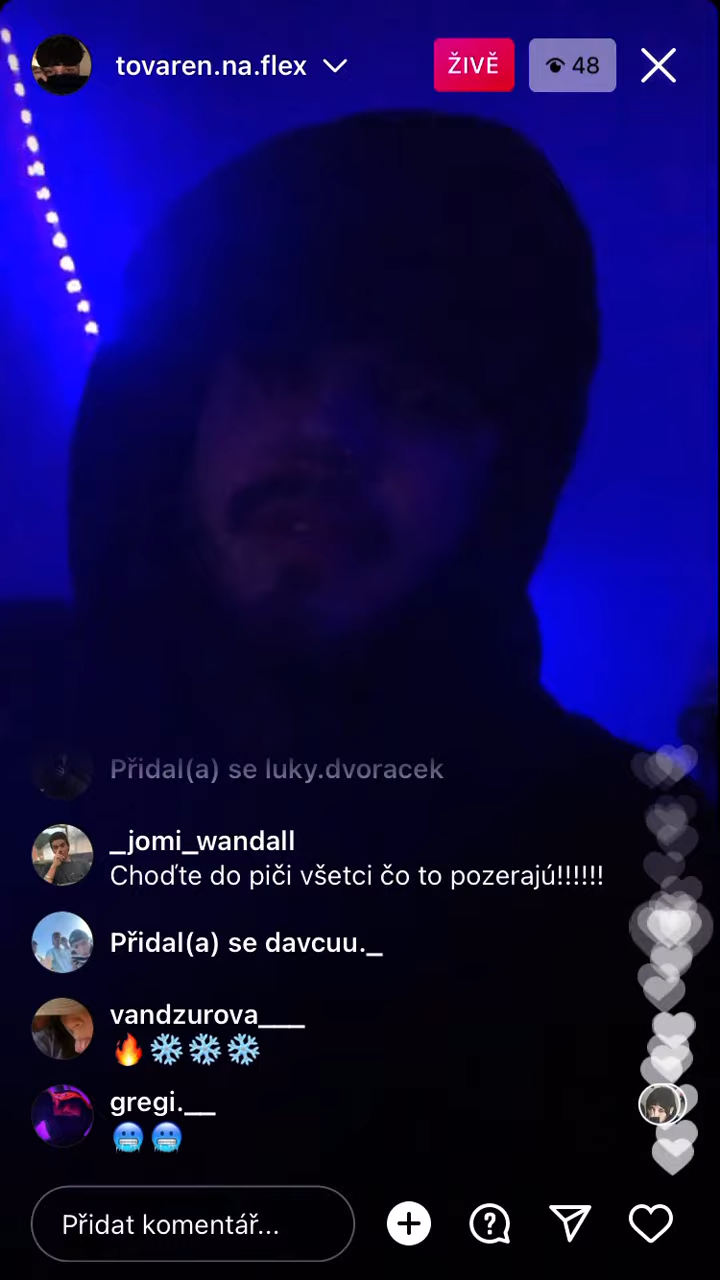 tovaren.na.flex
ŽIVĚ
48
Přidal(a) se luky.dvoracek
_jomi_wandall
Choďte do piči všetci čo to pozerajú!!!!!!
Přidal(a) se davcuu._
vandzurova___
🔥❄️❄️❄️
gregi.__
🥶🥶
Přidat komentář...